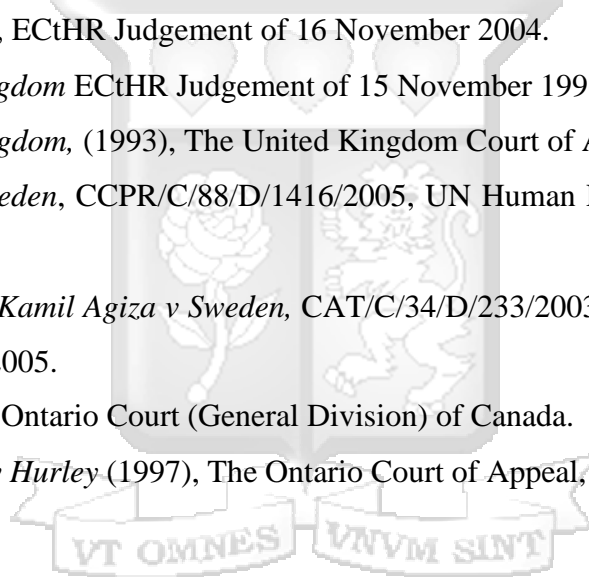 , ECtHR Judgement of 16 November 2004.
gdom ECtHR Judgement of 15 November 199
gdom, (1993), The United Kingdom Court of A
eden, CCPR/C/88/D/1416/2005, UN Human
Kamil Agiza v Sweden, CAT/C/34/D/233/2003
2005.
Ontario Court (General Division) of Canada.
v Hurley (1997), The Ontario Court of Appeal,
VT OMNES VNVM SINT